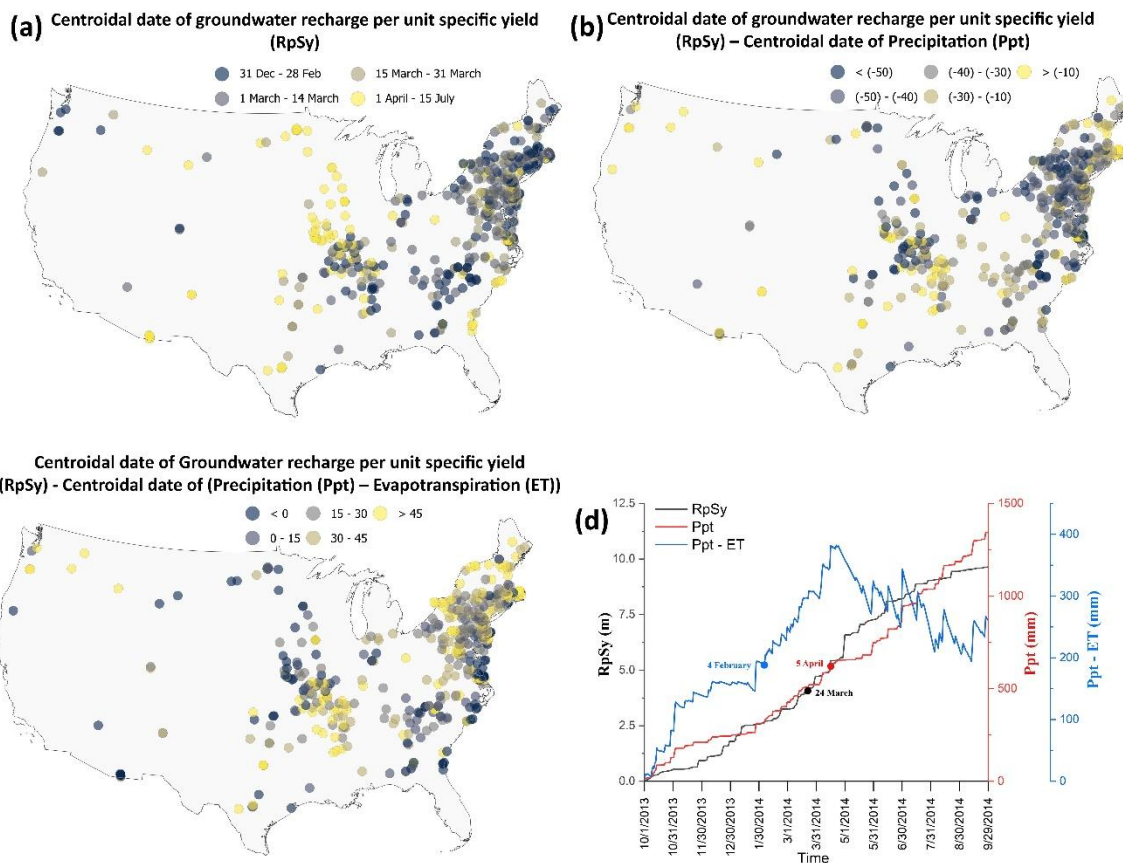 (a) Centroidal date of groundwater recharge per unit specific yield
(RpSy)
31 Dec - 28 Feb
15 March - 31 March
1 March - 14 March
1 April - 15 July
(b) Centroidal date of groundwater recharge per unit specific yield
(RpSy) – Centroidal date of Precipitation (Ppt)
< (-50)
(-40) - (-30)
> (-10)
(-50) - (-40)
(-30) - (-10)
Centroidal date of Groundwater recharge per unit specific yield
(RpSy) - Centroidal date of (Precipitation (Ppt) – Evapotranspiration (ET))
< 0
15 - 30
> 45
0 - 15
30 - 45
(d)
RpSy
Ppt
Ppt - ET
12.5
10.0
7.5
5.0
2.5
0.0
RpSy (m)
1500
1000
500
0
Ppt (mm)
400
350
300
250
200
150
100
50
0
Ppt - ET (mm)
4 February
5 April
24 March
10/1/2013
10/31/2013
11/30/2013
12/30/2013
1/30/2014
3/1/2014
3/31/2014
5/1/2014
5/31/2014
6/30/2014
7/31/2014
8/30/2014
9/29/2014
Time